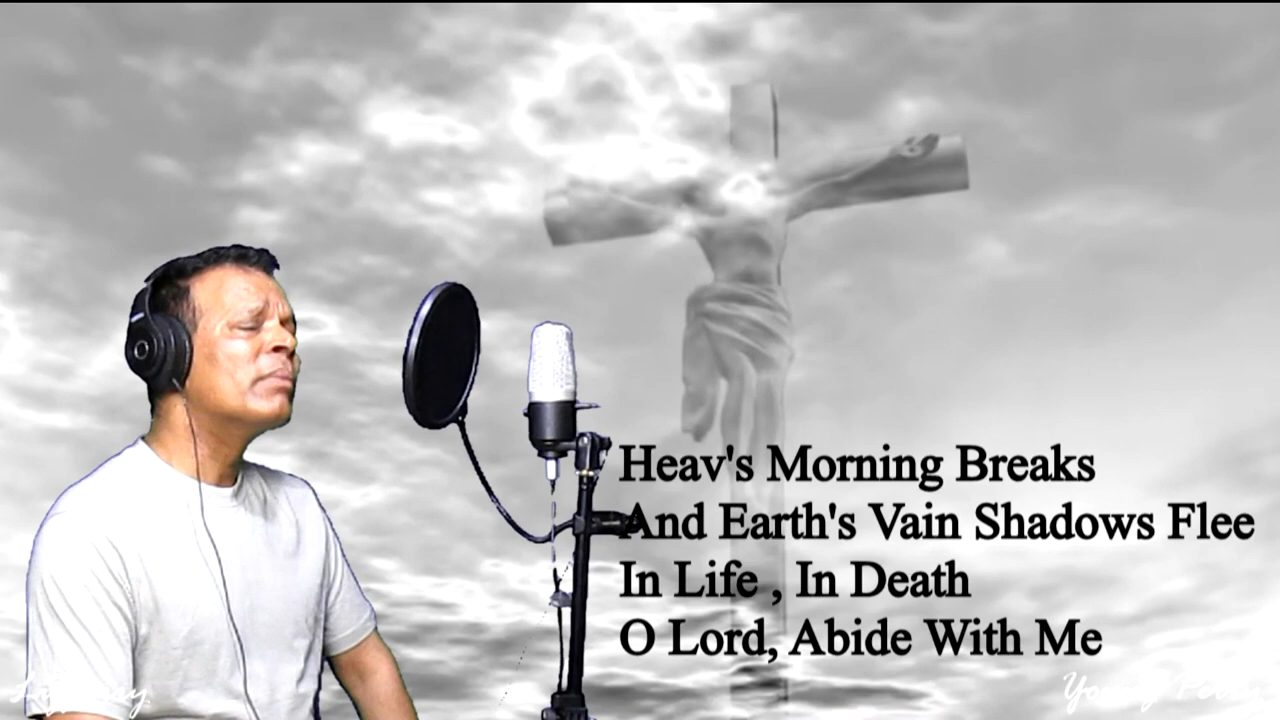 Heav's Morning Breaks
And Earth's Vain Shadows Flee
In Life , In Death
O Lord, Abide With Me